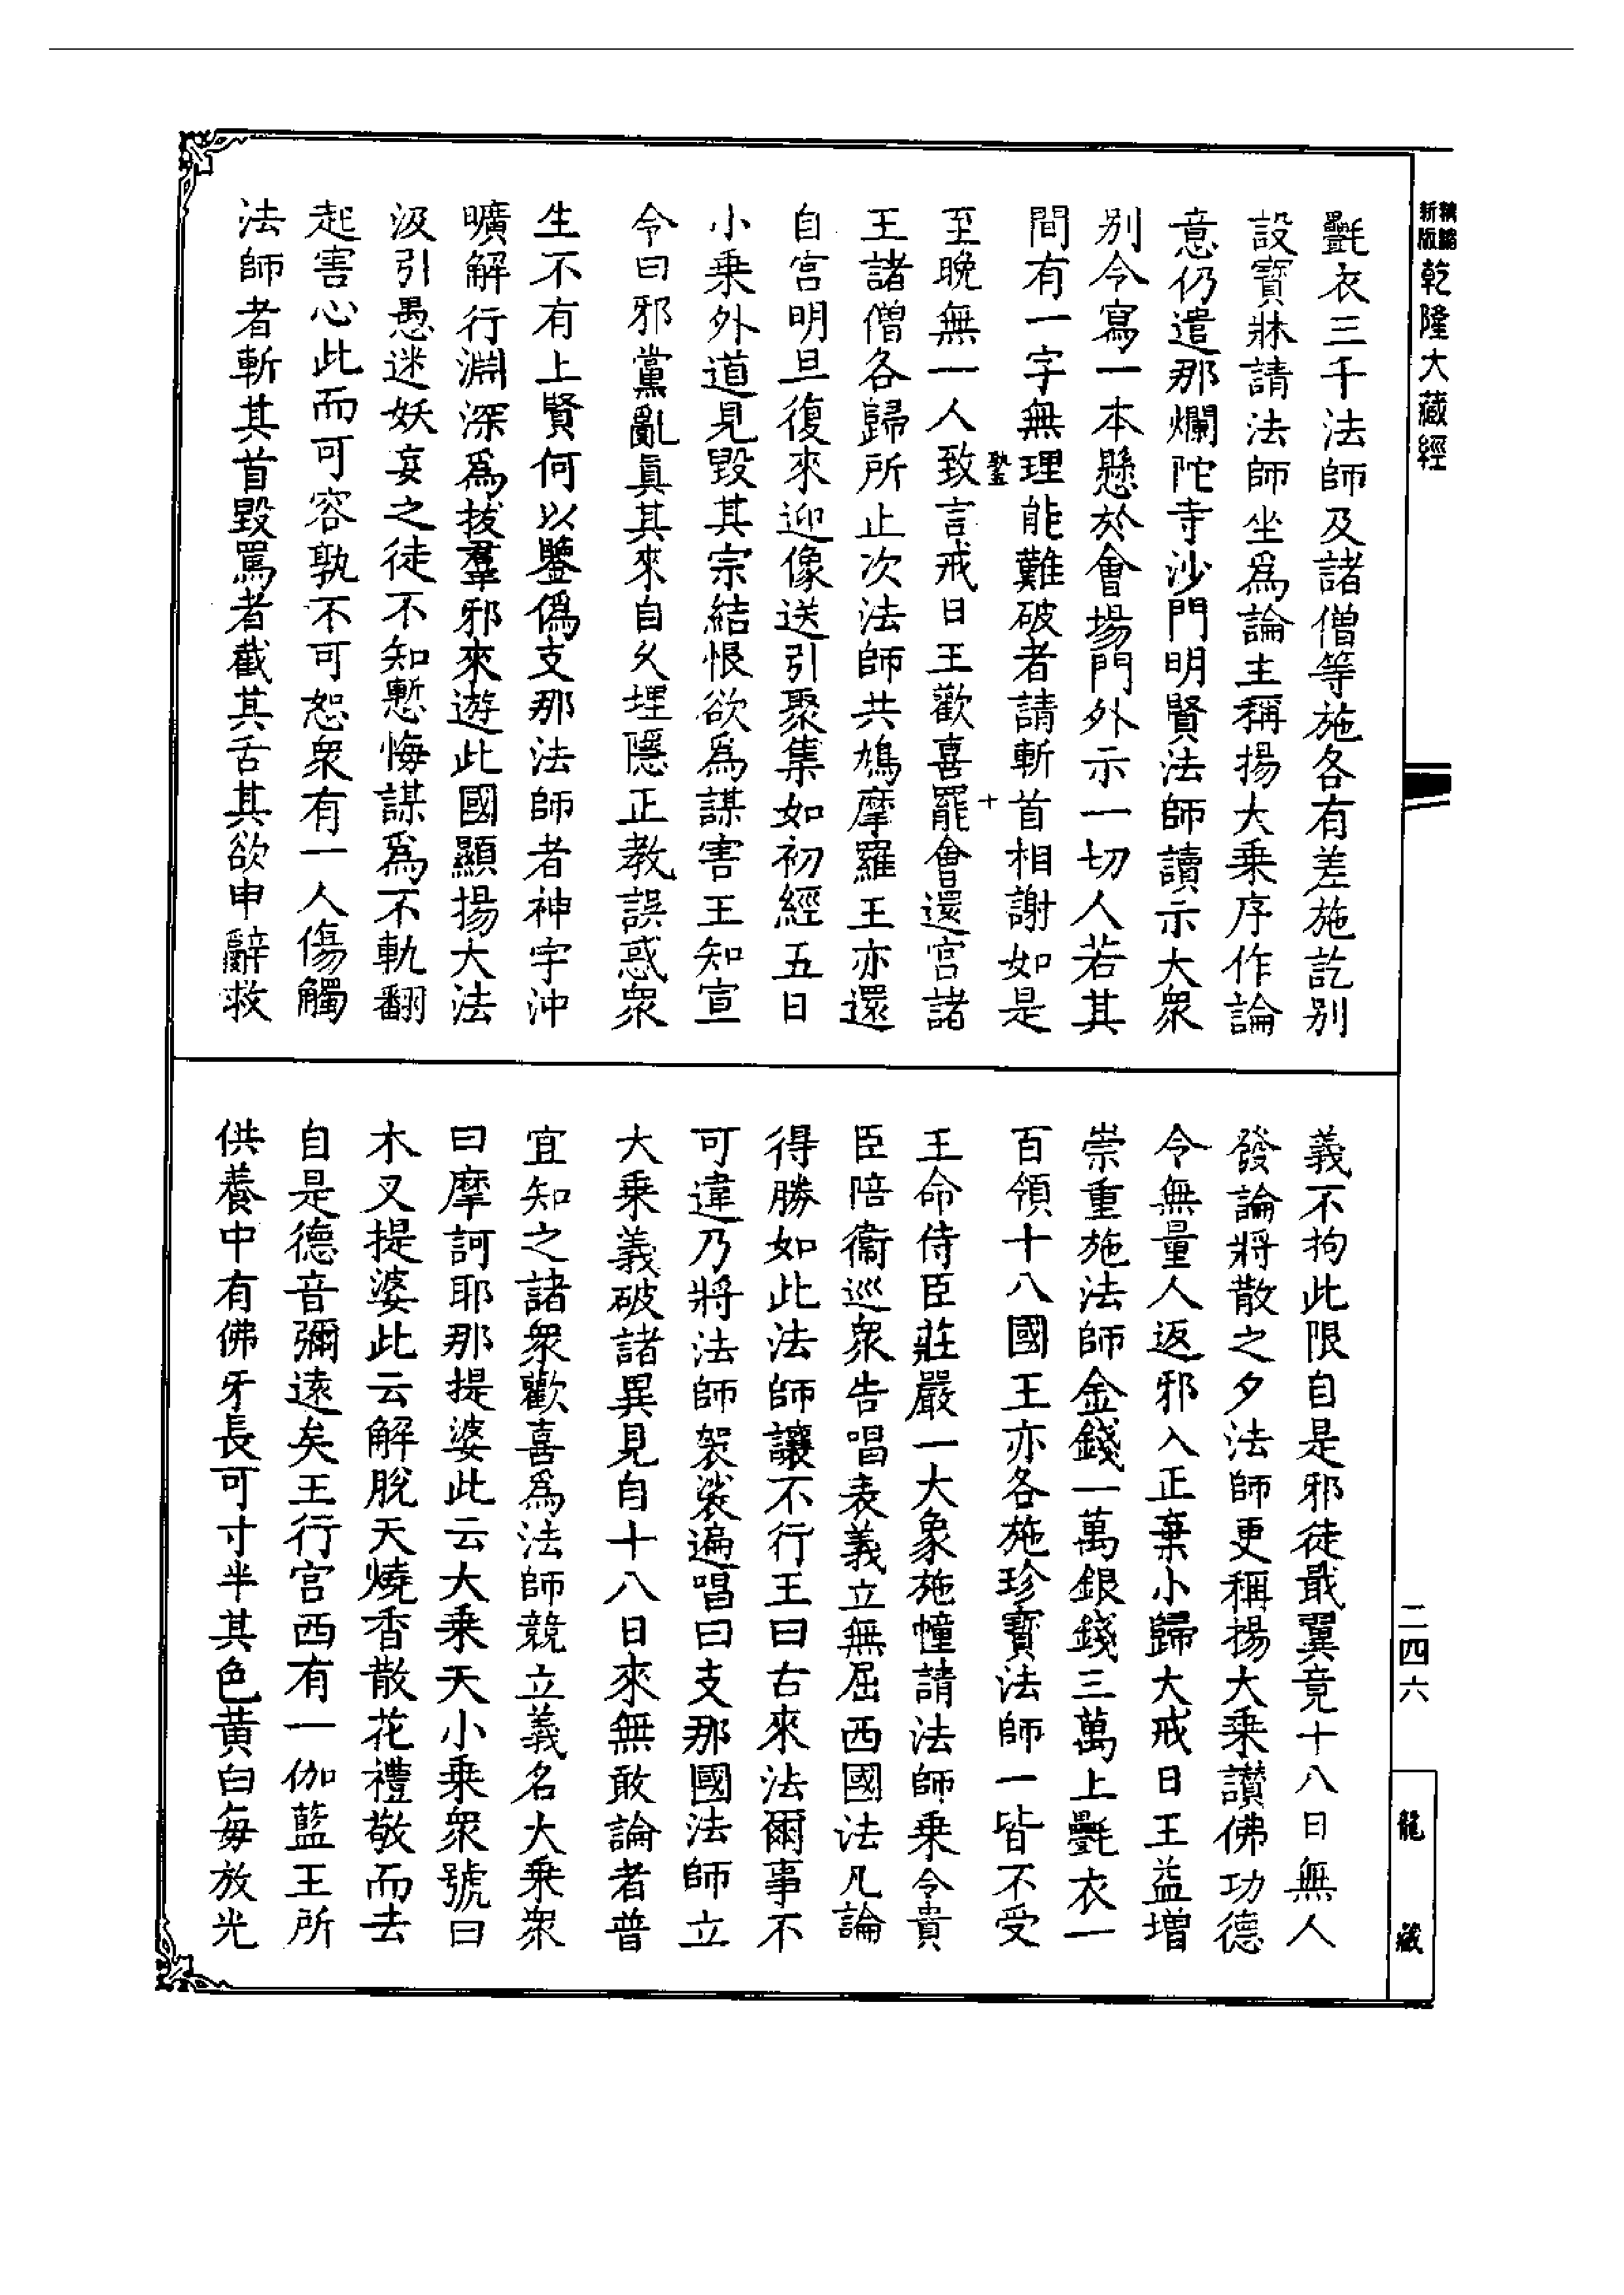 新版精縮乾隆大藏經
㲲衣三千法師及諸僧等施各有差施訖別
設寶牀請法師坐爲論主稱揚大乗序作論
意仍遣那爛陀寺沙門明賢法師讀示大衆
別令寫一本懸於會場門外示一切人若其
間有一字無理能難破者請斬首相謝如是
塹
十
至晚無一人致言戒日王歡喜罷會還宮諸
王諸僧各歸所止次法師共鳩摩羅王亦還
自宮明旦復來迎像送引聚集如初經五日
小乗外道見毀其宗結恨欲爲謀害王知宣
令曰邪黨亂眞其來自久埋隱正教誤惑衆
生不有上賢何以鑒僞支那法師者神宇沖
曠解行淵深爲拔羣邪來遊此國顯揚大法
汲引愚迷妖妄之徒不知慙悔謀爲不軌翻
起害心此而可容孰不可恕衆有一人傷觸
法師者斬其首毀罵者截其舌其欲申辭救
義不拘此限自是邪徒戢翼竟十八日無人
發論將散之夕法師更稱揚大乗讚佛功德
令無量人返邪入正棄小歸大戒日王益增
崇重施法師金錢一萬銀錢三萬上㲲衣一
百領十八國王亦各施珍寶法師一皆不受
王命侍臣莊嚴一大象施幢請法師乗令貴
臣陪衞巡衆告唱表義立無屈西國法凡論
得勝如此法師讓不行王曰古來法爾事不
可違乃將法師袈裟遍唱曰支那國法師立
大乗義破諸異見自十八日來無敢論者普
宜知之諸衆歡喜爲法師競立義名大乗衆
曰摩訶耶那提婆此云大乗天小乗衆號曰
木叉提婆此云解脫天燒香散花禮敬而去
自是德音彌遠矣王行宮西有一伽藍王所
供養中有佛牙長可寸半其色黃白每放光
二四六
龍藏